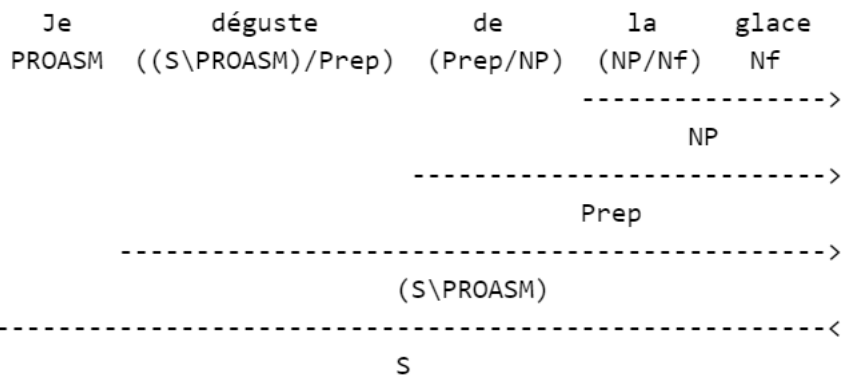 Je déguste de la glace
PROASM ((S\PROASM)/Prep) (Prep/NP) (NP/Nf) Nf
---------------->
NP
---------------------------->
Prep
------------------------------------------------>
(S\PROASM)
--------------------------------------------------------<
S